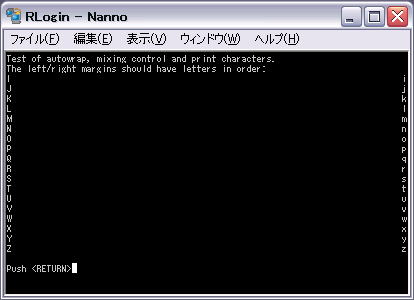 RLogin - Nanno
ファイル(F) 編集(E) 表示(V) ウィンドウ(W) ヘルプ(H)
Test of autowrap, mixing control and print characters.
The left/right margins should have letters in order:
I i
J j
K k
L l
M m
N n
O o
P p
Q q
R r
S s
T t
U u
V v
W w
X x
Y y
Z z
Push <RETURN>